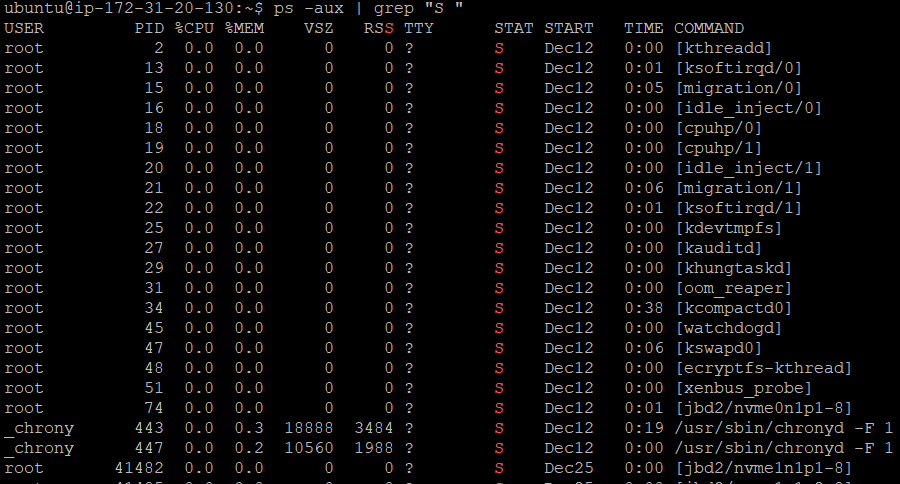 ubuntu@ip-172-31-20-130:~$ ps -aux | grep "S "
USER PID %CPU %MEM VSZ RSS TTY STAT START TIME COMMAND
root 2 0.0 0.0 0 0 ? S Dec12 0:00 [kthreadd]
root 13 0.0 0.0 0 0 ? S Dec12 0:01 [ksoftirqd/0]
root 15 0.0 0.0 0 0 ? S Dec12 0:05 [migration/0]
root 16 0.0 0.0 0 0 ? S Dec12 0:00 [idle_inject/0]
root 18 0.0 0.0 0 0 ? S Dec12 0:00 [cpuhp/0]
root 19 0.0 0.0 0 0 ? S Dec12 0:00 [cpuhp/1]
root 20 0.0 0.0 0 0 ? S Dec12 0:00 [idle_inject/1]
root 21 0.0 0.0 0 0 ? S Dec12 0:06 [migration/1]
root 22 0.0 0.0 0 0 ? S Dec12 0:01 [ksoftirqd/1]
root 25 0.0 0.0 0 0 ? S Dec12 0:00 [kdevtmpfs]
root 27 0.0 0.0 0 0 ? S Dec12 0:00 [kauditd]
root 29 0.0 0.0 0 0 ? S Dec12 0:00 [khungtaskd]
root 31 0.0 0.0 0 0 ? S Dec12 0:00 [oom_reaper]
root 34 0.0 0.0 0 0 ? S Dec12 0:38 [kcompactd0]
root 45 0.0 0.0 0 0 ? S Dec12 0:00 [watchdogd]
root 47 0.0 0.0 0 0 ? S Dec12 0:06 [kswapd0]
root 48 0.0 0.0 0 0 ? S Dec12 0:00 [ecryptfs-kthread]
root 51 0.0 0.0 0 0 ? S Dec12 0:00 [xenbus_probe]
root 74 0.0 0.0 0 0 ? S Dec12 0:01 [jbd2/nvme0n1p1-8]
_chrony 443 0.0 0.3 18888 3484 ? S Dec12 0:19 /usr/sbin/chronyd -F 1
_chrony 447 0.0 0.2 10560 1988 ? S Dec12 0:00 /usr/sbin/chronyd -F 1
root 41482 0.0 0.0 0 0 ? S Dec25 0:00 [jbd2/nvme1n1p1-8]